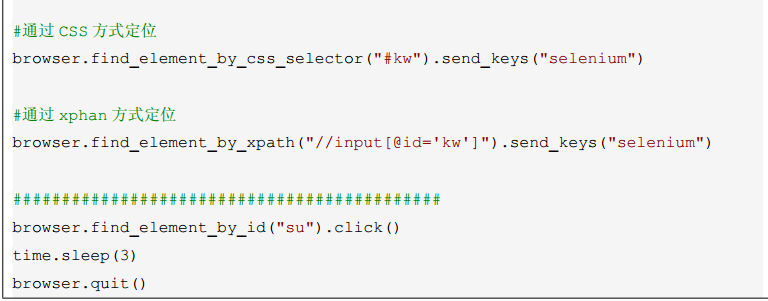 #通过 CSS 方式定位
browser.find_element_by_css_selector("#kw").send_keys("selenium")
#通过 xphan 方式定位
browser.find_element_by_xpath("//input[@id='kw']").send_keys("selenium")
############################################
browser.find_element_by_id("su").click()
time.sleep(3)
browser.quit()